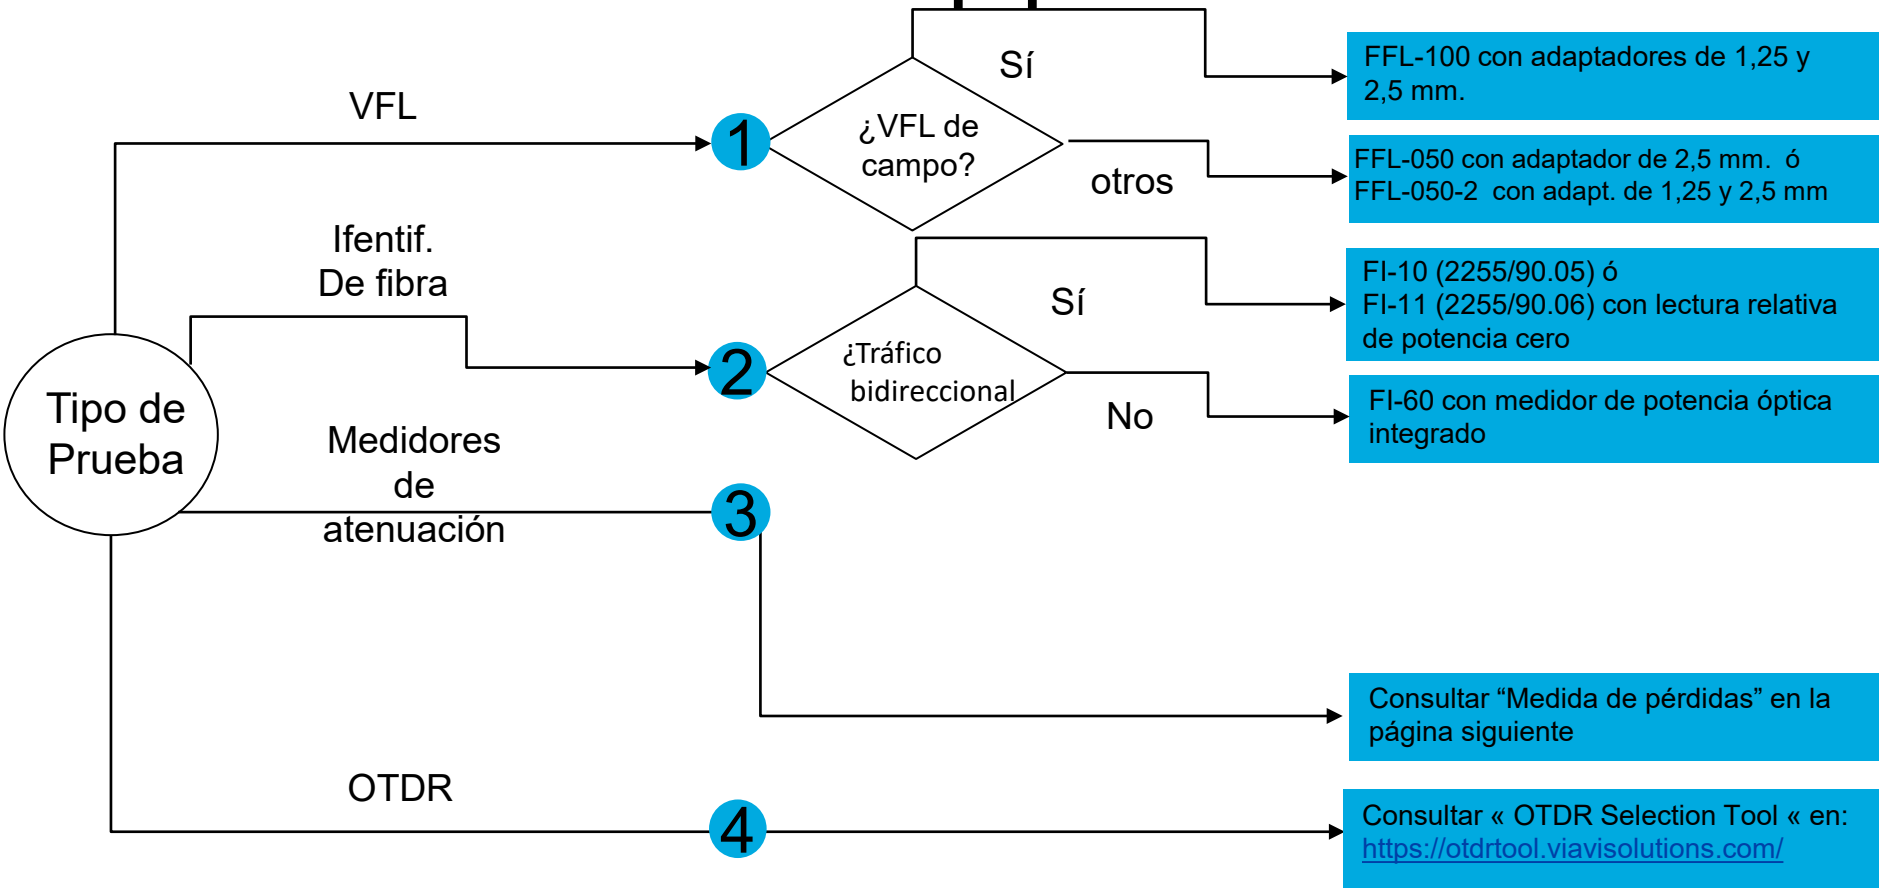 Sí
FFL-100 con adaptadores de 1,25 y
2,5 mm.
VFL
1
¿VFL de
campo?
otros
FFL-050 con adaptador de 2,5 mm. ó
FFL-050-2 con adapt. de 1,25 y 2,5 mm
Ifentif.
De fibra
Sí
FI-10 (2255/90.05) ó
FI-11 (2255/90.06) con lectura relativa
de potencia cero
2
¿Tráfico
bidireccional
No
FI-60 con medidor de potencia óptica
integrado
Tipo de
Prueba
Medidores
de
atenuación
3
Consultar “Medida de pérdidas” en la
página siguiente
OTDR
4
Consultar « OTDR Selection Tool « en:
https://otdrtool.viavisolutions.com/